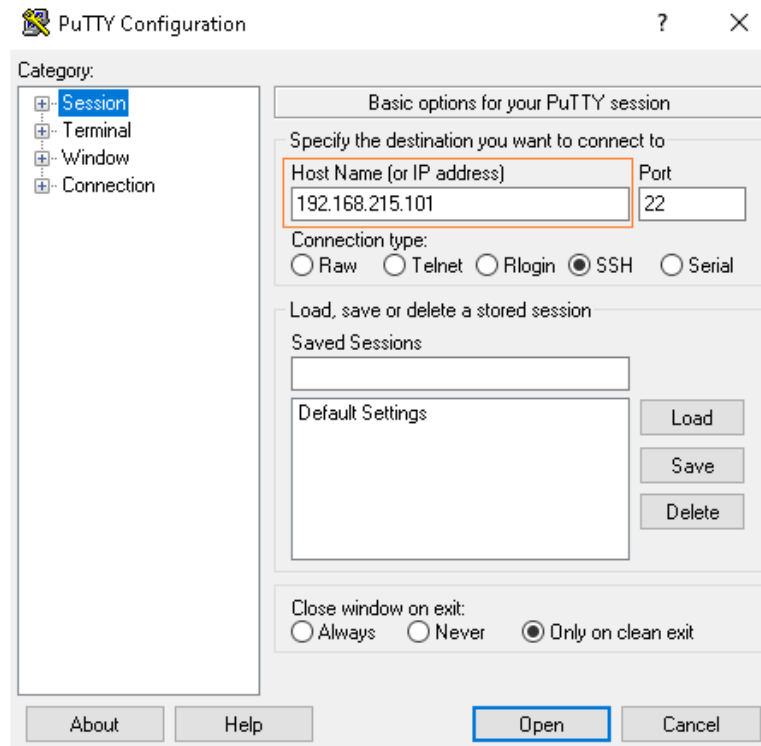 PuTTY Configuration
?
Category:
Session
Terminal
Window
Connection
Basic options for your PuTTY session
Specify the destination you want to connect to
Host Name (or IP address) Port
192.168.215.101 22
Connection type:
Raw Telnet Rlogin SSH Serial
Load, save or delete a stored session
Saved Sessions
Default Settings
Load
Save
Delete
Close window on exit:
Always Never Only on clean exit
About Help Open Cancel